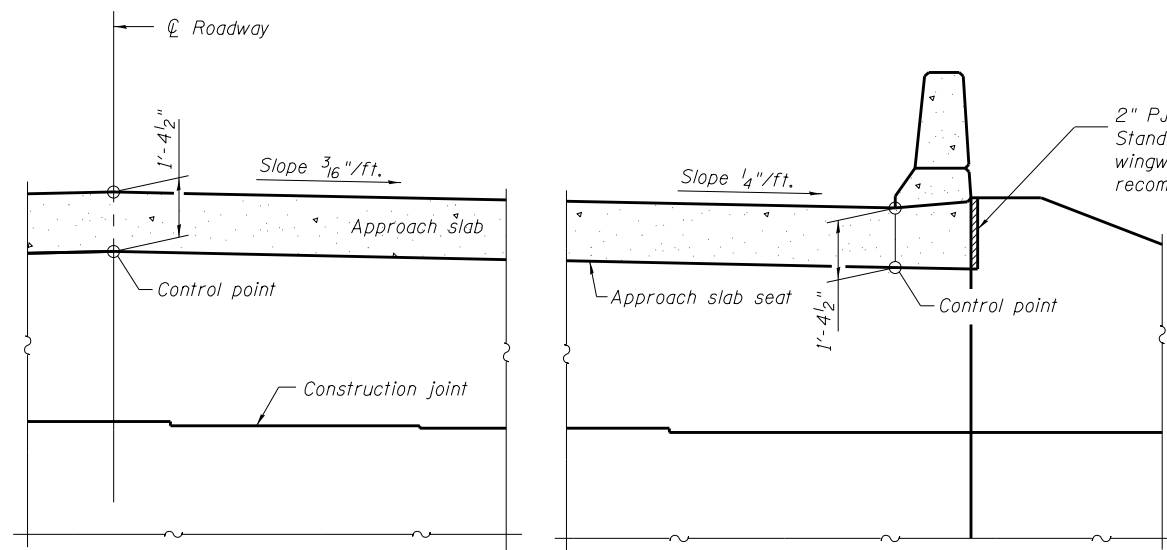 ℄ Roadway
1'-4½"
Slope 3/16"/ft.
Approach slab
Control point
Construction joint
Slope 1/4"/ft.
2" PJ
Stand
wingw
recom
Approach slab seat
1'-4½"
Control point